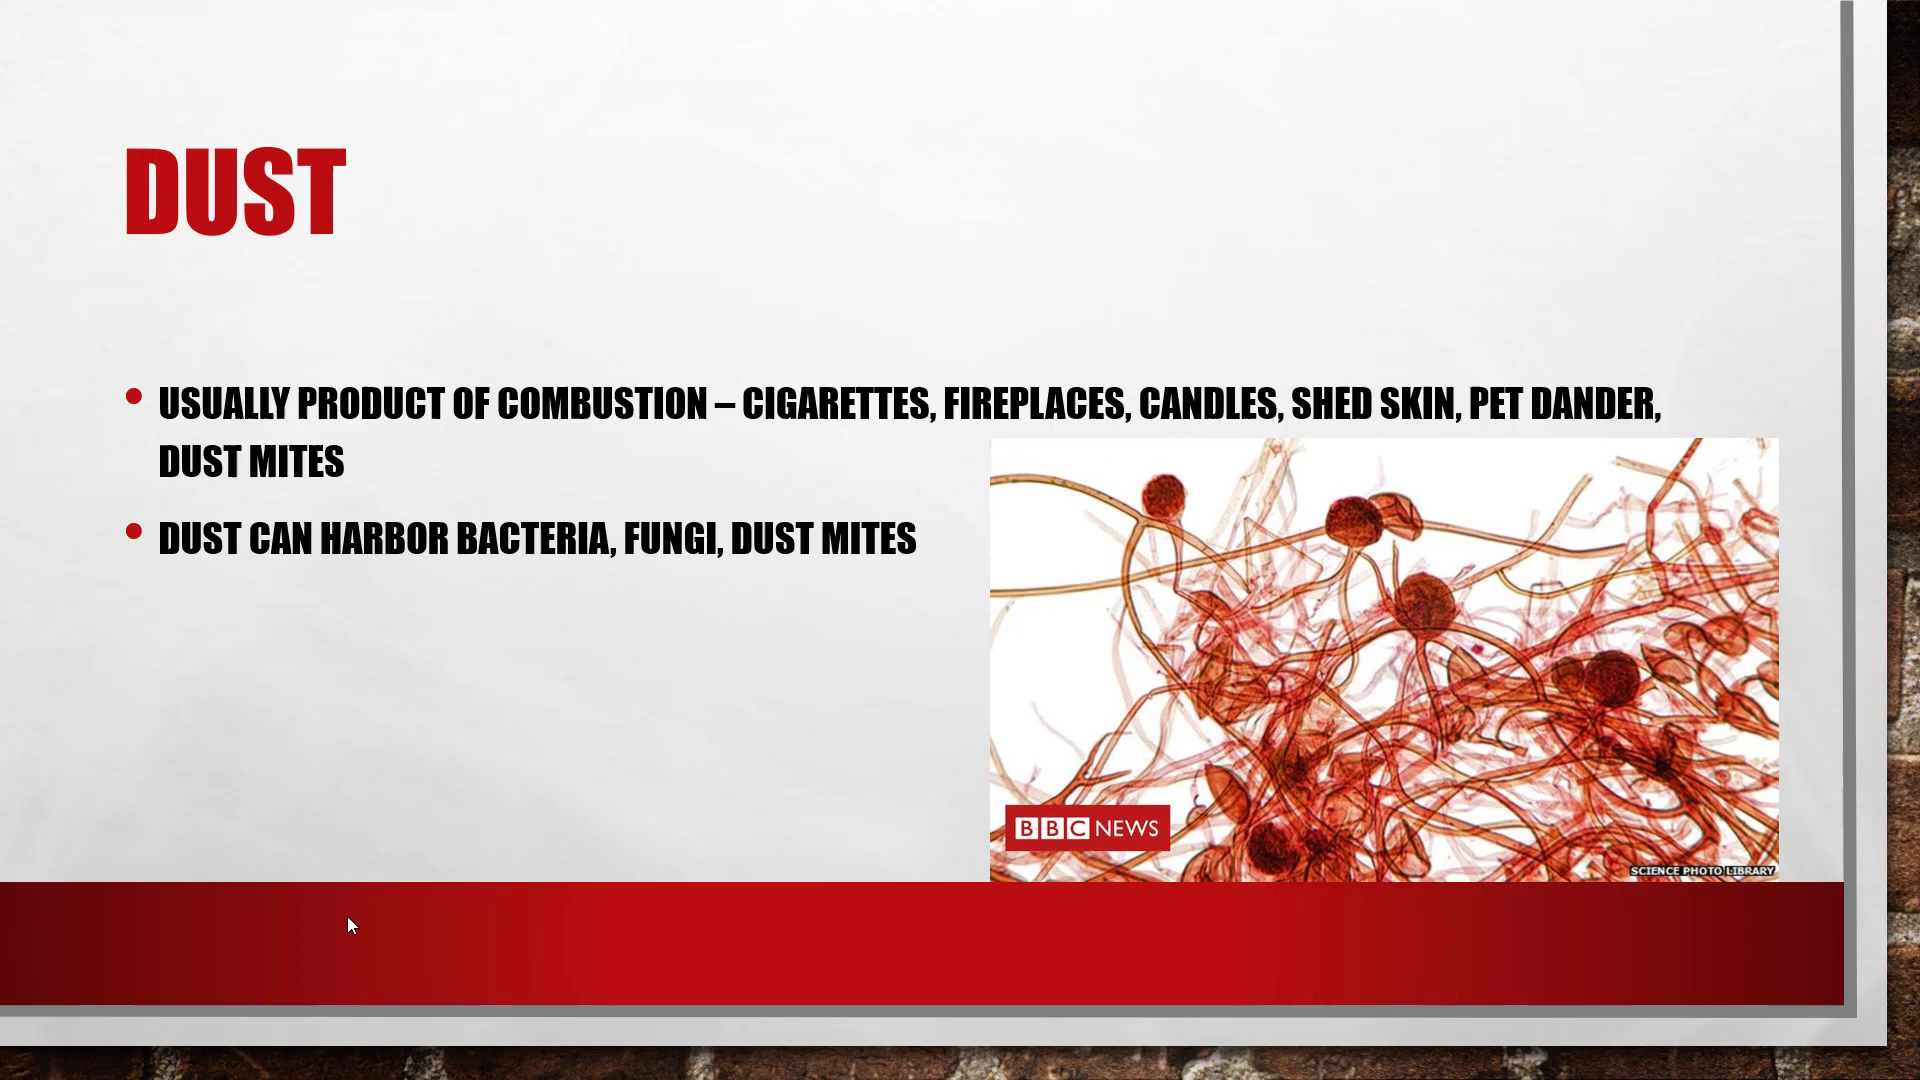 DUST
• USUALLY PRODUCT OF COMBUSTION – CIGARETTES, FIREPLACES, CANDLES, SHED SKIN, PET DANDER,
DUST MITES
• DUST CAN HARBOR BACTERIA, FUNGI, DUST MITES
BBC NEWS
SCIENCE PHOTO LIBRARY